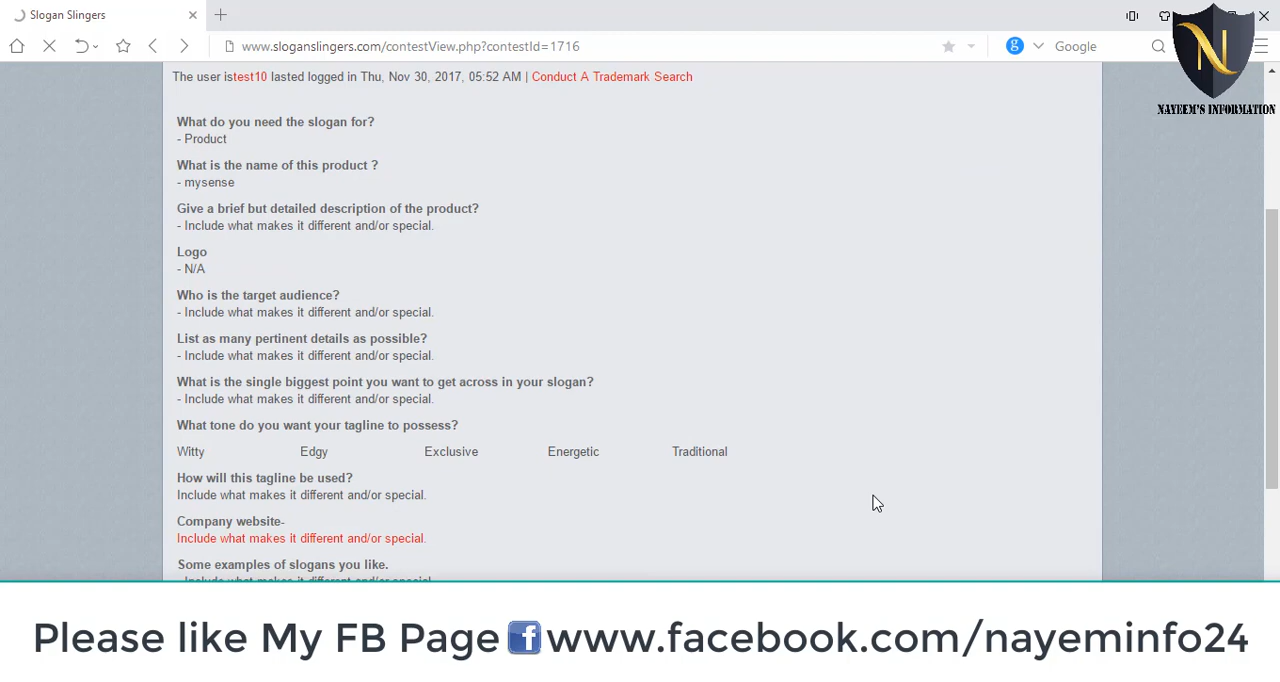 Slogan Slingers
www.sloganslingers.com/contestView.php?contestId=1716
Google
N
NAYEEM'S INFORMATION
The user istest10 lasted logged in Thu, Nov 30, 2017, 05:52 AM | Conduct A Trademark Search
What do you need the slogan for?
- Product
What is the name of this product ?
- mysense
Give a brief but detailed description of the product?
- Include what makes it different and/or special.
Logo
- N/A
Who is the target audience?
- Include what makes it different and/or special.
List as many pertinent details as possible?
- Include what makes it different and/or special.
What is the single biggest point you want to get across in your slogan?
- Include what makes it different and/or special.
What tone do you want your tagline to possess?
Witty Edgy Exclusive Energetic Traditional
How will this tagline be used?
Include what makes it different and/or special.
Company website-
Include what makes it different and/or special.
Some examples of slogans you like.
- Include what makes it different and/or special.
Please like My FB Page f www.facebook.com/nayeminfo24